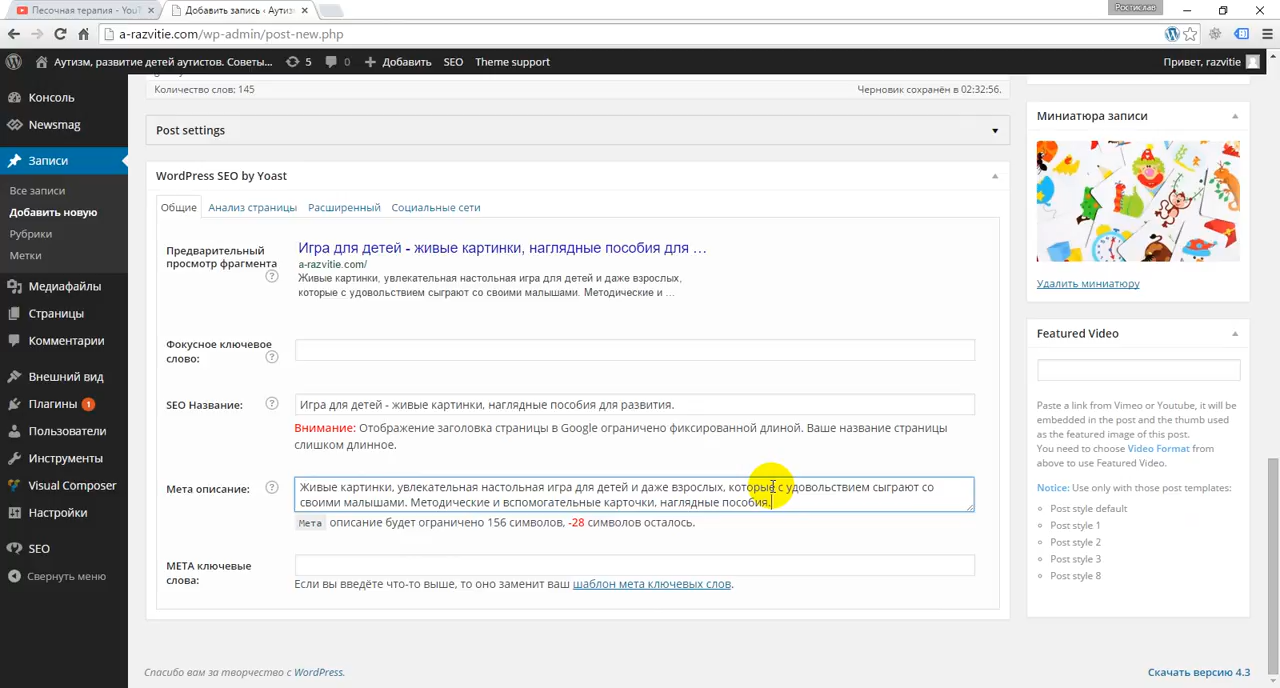 Песочная терапия - YouT
Добавить запись ‹ Аутиз
Ростислав
a-razvitie.com/wp-admin/post-new.php
Аутизм, развитие детей аутистов. Советы...
5
0
Добавить
SEO
Theme support
Привет, razvitie
Консоль
Newsmag
Записи
Все записи
Добавить новую
Рубрики
Метки
Медиафайлы
Страницы
Комментарии
Внешний вид
Плагины 1
Пользователи
Инструменты
Visual Composer
Настройки
SEO
Свернуть меню
Количество слов: 145
Черновик сохранён в 02:32:56.
Post settings
WordPress SEO by Yoast
Общие
Анализ страницы
Расширенный
Социальные сети
Предварительный
просмотр фрагмента
?
Игра для детей - живые картинки, наглядные пособия для ...
a-razvitie.com/
Живые картинки, увлекательная настольная игра для детей и даже взрослых,
которые с удовольствием сыграют со своими малышами. Методические и ...
Фокусное ключевое
слово:
?
SEO Название:
?
Игра для детей - живые картинки, наглядные пособия для развития.
Внимание: Отображение заголовка страницы в Google ограничено фиксированной длиной. Ваше название страницы
слишком длинное.
Мета описание:
?
Живые картинки, увлекательная настольная игра для детей и даже взрослых, которые с удовольствием сыграют со
своими малышами. Методические и вспомогательные карточки, наглядные пособия.
Мета описание будет ограничено 156 символов, -28 символов осталось.
META ключевые
слова:
Если вы введёте что-то выше, то оно заменит ваш шаблон мета ключевых слов.
Миниатюра записи
Удалить миниатюру
Featured Video
Paste a link from Vimeo or Youtube, it will be
embedded in the post and the thumb used
as the featured image of this post.
You need to choose Video Format from
above to use Featured Video.
Notice: Use only with those post templates:
Post style default
Post style 1
Post style 2
Post style 3
Post style 8
Спасибо вам за творчество с WordPress.
Скачать версию 4.3